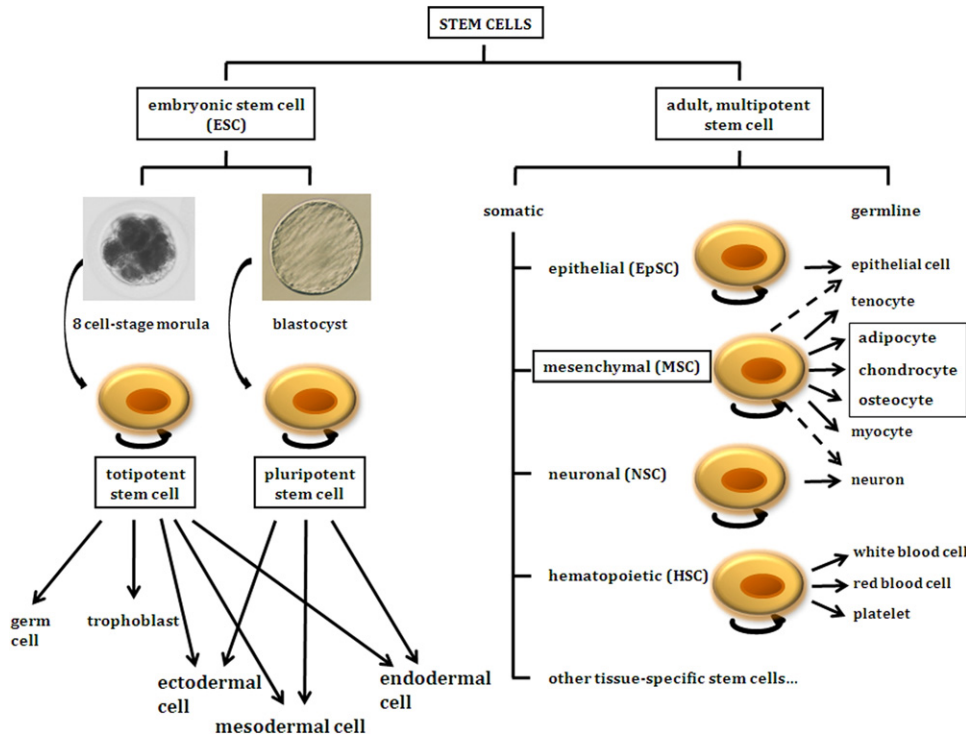 STEM CELLS
embryonic stem cell
(ESC)
adult, multipotent
stem cell
somatic
germline
8 cell-stage morula
blastocyst
totipotent
stem cell
pluripotent
stem cell
germ
cell
trophoblast
ectodermal
cell
mesodermal cell
endodermal
cell
epithelial (EpSC)
epithelial cell
tenocyte
mesenchymal (MSC)
adipocyte
chondrocyte
osteocyte
myocyte
neuronal (NSC)
neuron
hematopoietic (HSC)
white blood cell
red blood cell
platelet
other tissue-specific stem cells...